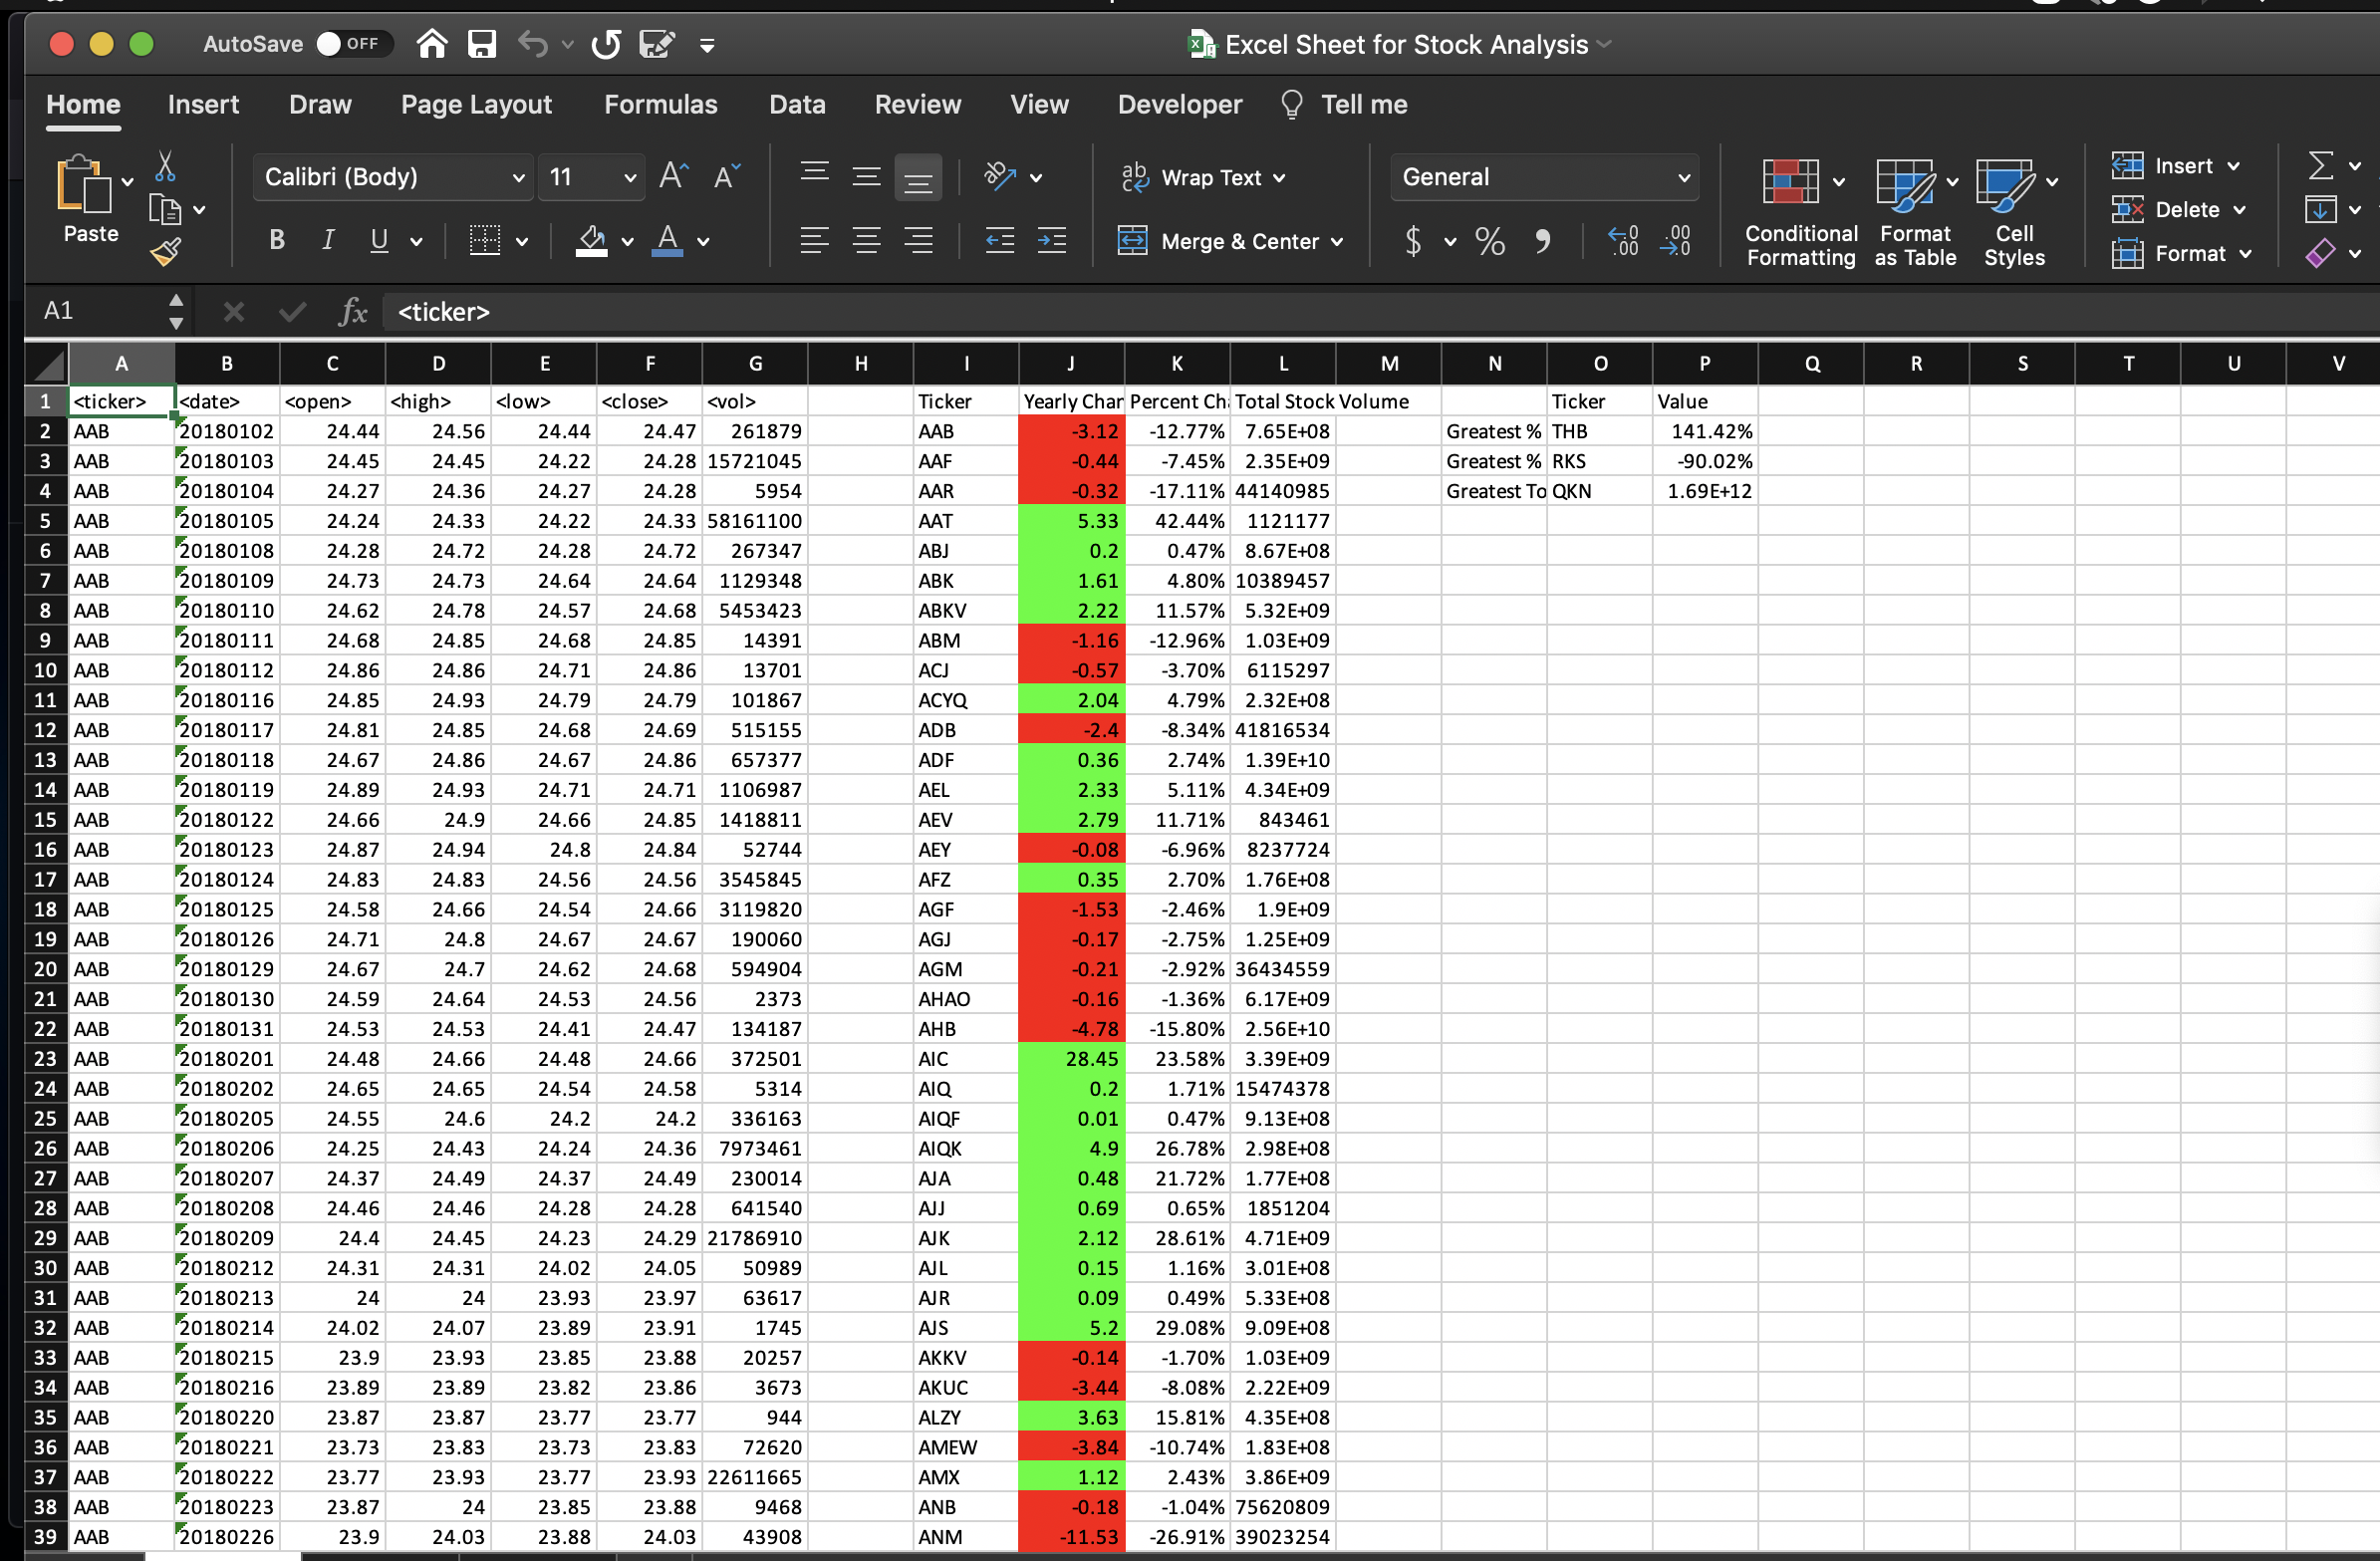 AutoSave OFF Excel Sheet for Stock Analysis
Home Insert Draw Page Layout Formulas Data Review View Developer Tell me
Paste Calibri (Body) 11 A A ab Wrap Text General Conditional Formatting Format as Table Cell Styles Insert
Delete
B I U A Merge & Center $ % Format
A1 fx <ticker>
A B C D E F G H I J K L M N O P Q R S T U V
1 <ticker> <date> <open> <high> <low> <close> <vol> Ticker Yearly Chan Percent Cha Total Stock Volume Ticker Value
2 AAB 20180102 24.44 24.56 24.44 24.47 261879 AAB -3.12 -12.77% 7.65E+08 Greatest % THB 141.42%
3 AAB 20180103 24.45 24.45 24.22 24.28 15721045 AAF -0.44 -7.45% 2.35E+09 Greatest % RKS -90.02%
4 AAB 20180104 24.27 24.36 24.27 24.28 5954 AAR -0.32 -17.11% 44140985 Greatest To QKN 1.69E+12
5 AAB 20180105 24.24 24.33 24.22 24.33 58161100 AAT 5.33 42.44% 1121177
6 AAB 20180108 24.28 24.72 24.28 24.72 267347 ABJ 0.2 0.47% 8.67E+08
7 AAB 20180109 24.73 24.73 24.64 24.64 1129348 ABK 1.61 4.80% 10389457
8 AAB 20180110 24.62 24.78 24.57 24.68 5453423 ABKV 2.22 11.57% 5.32E+09
9 AAB 20180111 24.68 24.85 24.68 24.85 14391 ABM -1.16 -12.96% 1.03E+09
10 AAB 20180112 24.86 24.86 24.71 24.86 13701 ACJ -0.57 -3.70% 6115297
11 AAB 20180116 24.85 24.93 24.79 24.79 101867 ACYQ 2.04 4.79% 2.32E+08
12 AAB 20180117 24.81 24.85 24.68 24.69 515155 ADB -2.4 -8.34% 41816534
13 AAB 20180118 24.67 24.86 24.67 24.86 657377 ADF 0.36 2.74% 1.39E+10
14 AAB 20180119 24.89 24.93 24.71 24.71 1106987 AEL 2.33 5.11% 4.34E+09
15 AAB 20180122 24.66 24.9 24.66 24.85 1418811 AEV 2.79 11.71% 843461
16 AAB 20180123 24.87 24.94 24.8 24.84 52744 AEY -0.08 -6.96% 8237724
17 AAB 20180124 24.83 24.83 24.56 24.56 3545845 AFZ 0.35 2.70% 1.76E+08
18 AAB 20180125 24.58 24.66 24.54 24.66 3119820 AGF -1.53 -2.46% 1.9E+09
19 AAB 20180126 24.71 24.8 24.67 24.67 190060 AGJ -0.17 -2.75% 1.25E+09
20 AAB 20180129 24.67 24.7 24.62 24.68 594904 AGM -0.21 -2.92% 36434559
21 AAB 20180130 24.59 24.64 24.53 24.56 2373 AHAO -0.16 -1.36% 6.17E+09
22 AAB 20180131 24.53 24.53 24.41 24.47 134187 AHB -4.78 -15.80% 2.56E+10
23 AAB 20180201 24.48 24.66 24.48 24.66 372501 AIC 28.45 23.58% 3.39E+09
24 AAB 20180202 24.65 24.65 24.54 24.58 5314 AIQ 0.2 1.71% 15474378
25 AAB 20180205 24.55 24.6 24.2 24.2 336163 AIQF 0.01 0.47% 9.13E+08
26 AAB 20180206 24.25 24.43 24.24 24.36 7973461 AIQK 4.9 26.78% 2.98E+08
27 AAB 20180207 24.37 24.49 24.37 24.49 230014 AJA 0.48 21.72% 1.77E+08
28 AAB 20180208 24.46 24.46 24.28 24.28 641540 AJJ 0.69 0.65% 1851204
29 AAB 20180209 24.4 24.45 24.23 24.29 21786910 AJK 2.12 28.61% 4.71E+09
30 AAB 20180212 24.31 24.31 24.02 24.05 50989 AJL 0.15 1.16% 3.01E+08
31 AAB 20180213 24 24 23.93 23.97 63617 AJR 0.09 0.49% 5.33E+08
32 AAB 20180214 24.02 24.07 23.89 23.91 1745 AJS 5.2 29.08% 9.09E+08
33 AAB 20180215 23.9 23.93 23.85 23.88 20257 AKKV -0.14 -1.70% 1.03E+09
34 AAB 20180216 23.89 23.89 23.82 23.86 3673 AKUC -3.44 -8.08% 2.22E+09
35 AAB 20180220 23.87 23.87 23.77 23.77 944 ALZY 3.63 15.81% 4.35E+08
36 AAB 20180221 23.73 23.83 23.73 23.83 72620 AMEW -3.84 -10.74% 1.83E+08
37 AAB 20180222 23.77 23.93 23.77 23.93 22611665 AMX 1.12 2.43% 3.86E+09
38 AAB 20180223 23.87 24 23.85 23.88 9468 ANB -0.18 -1.04% 75620809
39 AAB 20180226 23.9 24.03 23.88 24.03 43908 ANM -11.53 -26.91% 39023254